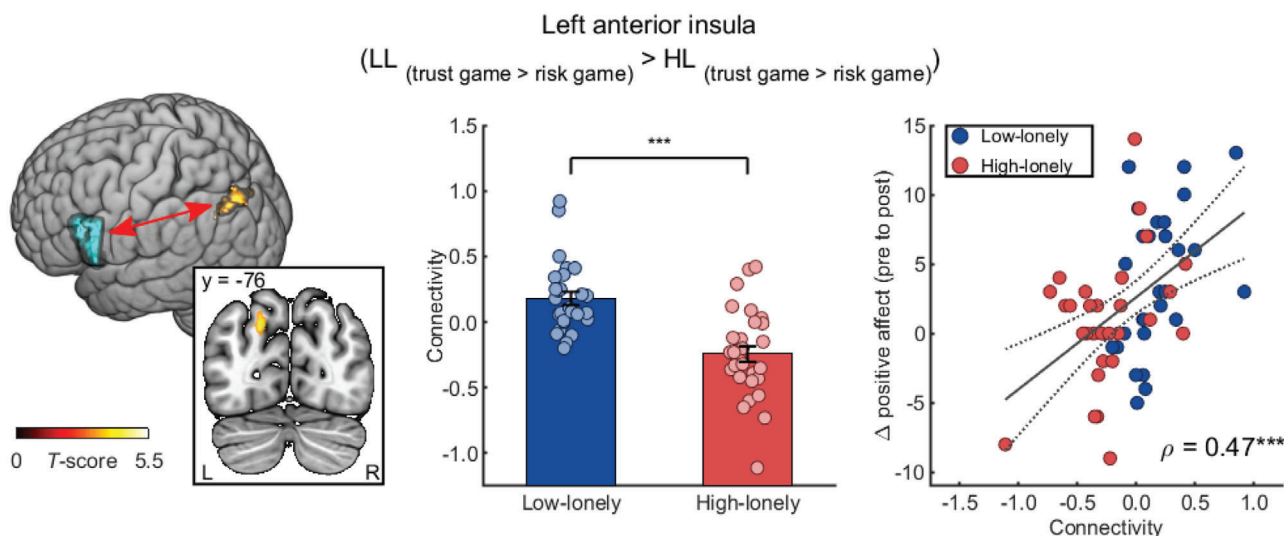 Left anterior insula
(LL (trust game > risk game) > HL (trust game > risk game))
y = -76
L
R
0 T-score 5.5
1.5
1.0
0.5
0.0
-0.5
-1.0
Connectivity
***
Low-lonely
High-lonely
Low-lonely
High-lonely
15
10
5
0
-5
-10
Δ positive affect (pre to post)
ρ = 0.47***
-1.5
-1.0
-0.5
0.0
0.5
1.0
Connectivity